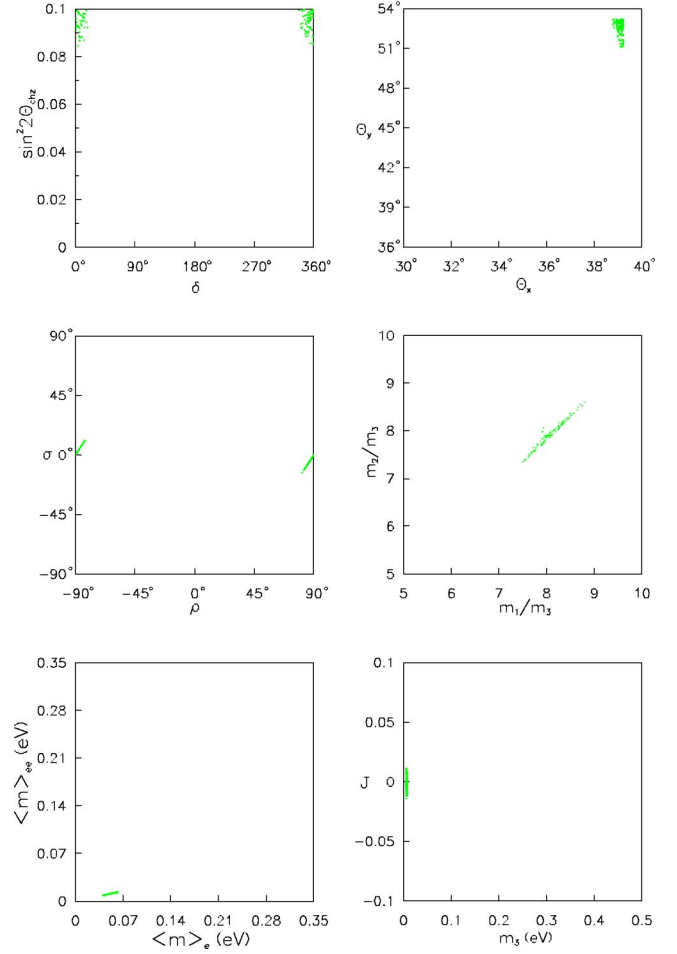 0.1
0.08
0.06
0.04
0.02
0
sin²2Θchz
0° 90° 180° 270° 360°
δ
54°
51°
48°
45°
42°
39°
36°
Θy
30° 32° 34° 36° 38° 40°
Θx
90°
45°
σ 0°
−45°
−90°
−90° −45° 0° 45° 90°
ρ
10
9
8
7
6
5
m₂/m₃
5 6 7 8 9 10
m₁/m₃
0.35
0.28
0.21
0.14
0.07
0
<m>ee (eV)
0 0.07 0.14 0.21 0.28 0.35
<m>e (eV)
0.1
0.05
J 0
−0.05
−0.1
0 0.1 0.2 0.3 0.4 0.5
m₃ (eV)